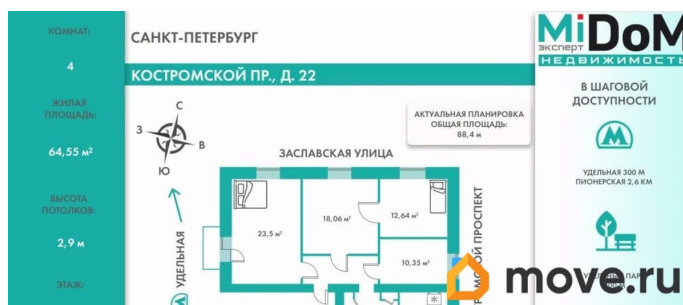 КОМНАТ:
4
ЖИЛАЯ
ПЛОЩАДЬ:
64,55 м²
ВЫСОТА
ПОТОЛКОВ:
2,9 м
ЭТАЖ:
САНКТ-ПЕТЕРБУРГ
КОСТРОМСКОЙ ПР., Д. 22
АКТУАЛЬНАЯ ПЛАНИРОВКА
ОБЩАЯ ПЛОЩАДЬ:
88,4 м
С
З
В
Ю
ЗАСЛАВСКАЯ УЛИЦА
УДЕЛЬНАЯ
23,5 м²
18,06 м²
12,64 м²
10,35 м²
ПРОСПЕКТ
MiDoM
эксперт
НЕДВИЖИМОСТЬ
В ШАГОВОЙ
ДОСТУПНОСТИ
УДЕЛЬНАЯ 300 М
ПИОНЕРСКАЯ 2,6 КМ
move.ru